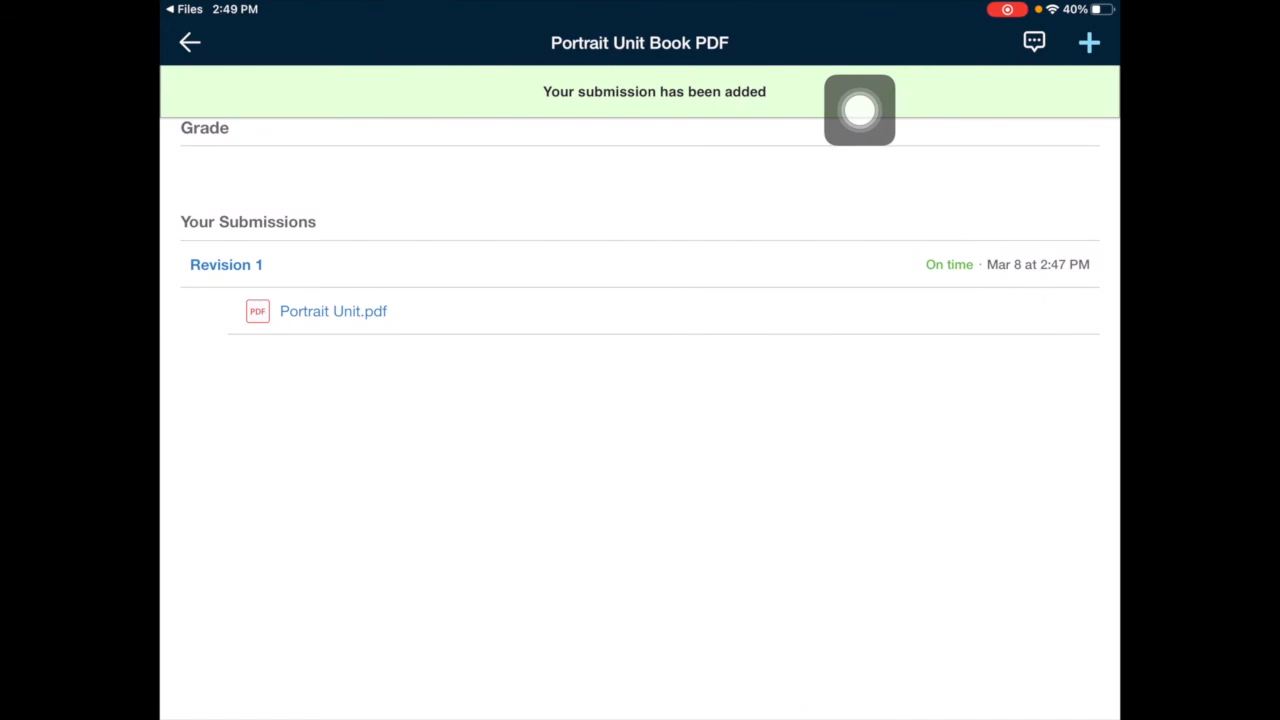 Files 2:49 PM 40%
Portrait Unit Book PDF
Your submission has been added
Grade
Your Submissions
Revision 1 On time · Mar 8 at 2:47 PM
PDF Portrait Unit.pdf